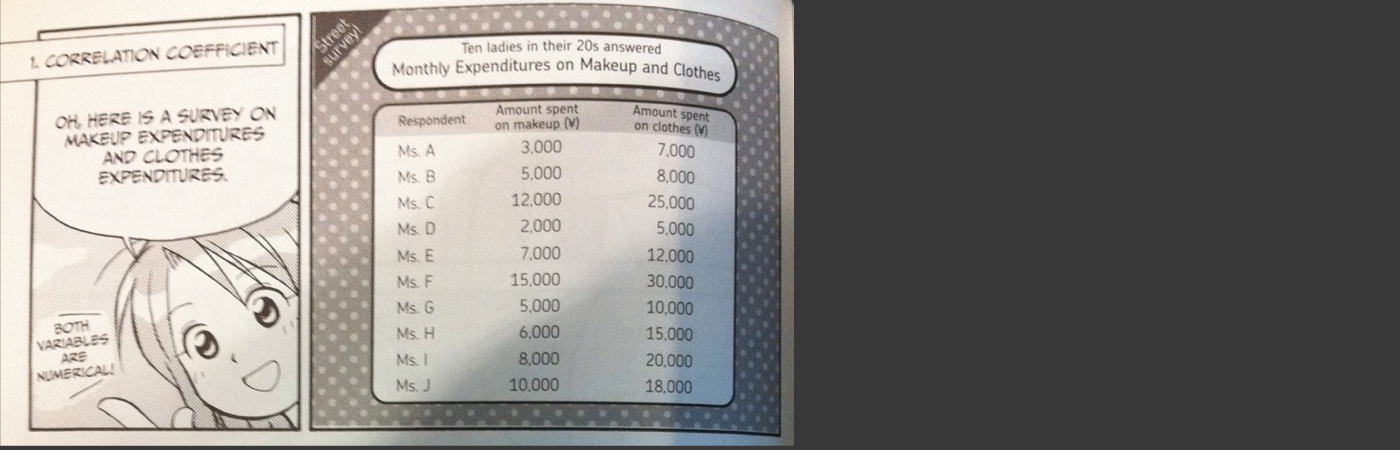 1. CORRELATION COEFFICIENT
OH, HERE IS A SURVEY ON
MAKEUP EXPENDITURES
AND CLOTHES
EXPENDITURES.
BOTH
VARIABLES
ARE
NUMERICAL!
Street
survey!
Ten ladies in their 20s answered
Monthly Expenditures on Makeup and Clothes
Respondent Amount spent on makeup (¥) Amount spent on clothes (¥)
Ms. A 3,000 7,000
Ms. B 5,000 8,000
Ms. C 12,000 25,000
Ms. D 2,000 5,000
Ms. E 7,000 12,000
Ms. F 15,000 30,000
Ms. G 5,000 10,000
Ms. H 6,000 15,000
Ms. I 8,000 20,000
Ms. J 10,000 18,000